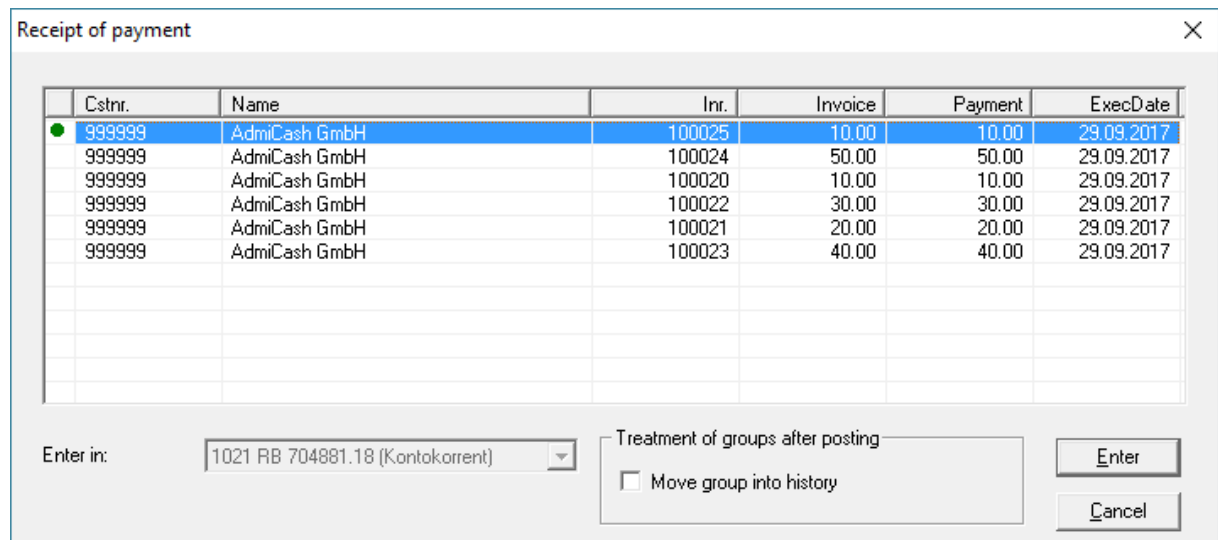 Receipt of payment
Cstnr. Name Inr. Invoice Payment ExecDate
999999 AdmiCash GmbH 100025 10.00 10.00 29.09.2017
999999 AdmiCash GmbH 100024 50.00 50.00 29.09.2017
999999 AdmiCash GmbH 100020 10.00 10.00 29.09.2017
999999 AdmiCash GmbH 100022 30.00 30.00 29.09.2017
999999 AdmiCash GmbH 100021 20.00 20.00 29.09.2017
999999 AdmiCash GmbH 100023 40.00 40.00 29.09.2017
Treatment of groups after posting
Enter in: 1021 RB 704881.18 (Kontokorrent) Enter
Move group into history
Cancel